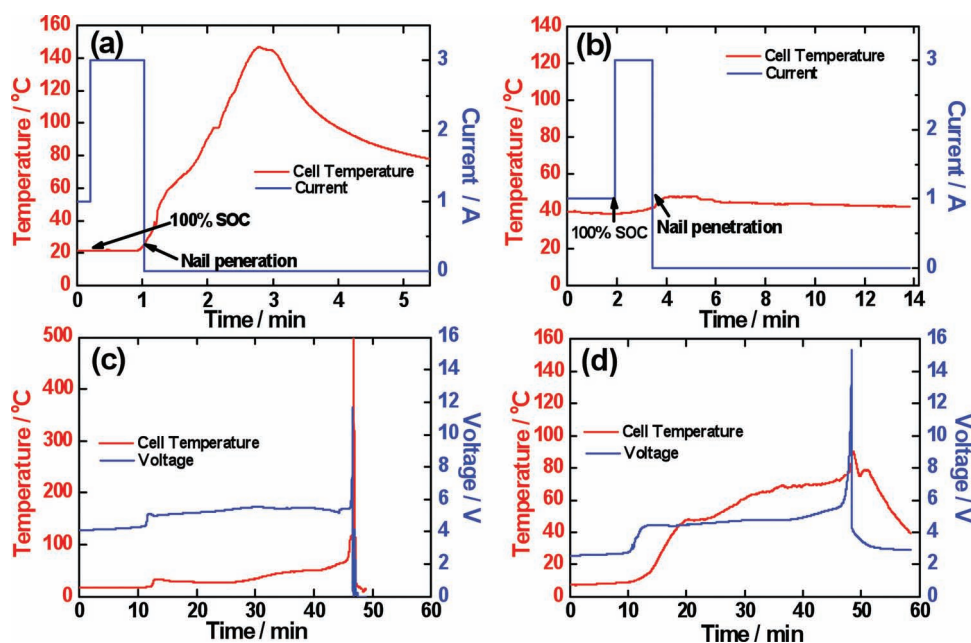 (a)
Temperature / °C
160
140
120
100
80
60
40
20
0
Cell Temperature
Current
100% SOC
Nail peneration
3
2
1
0
Current / A
0 1 2 3 4 5
Time / min
(b)
Temperature / °C
140
120
100
80
60
40
20
0
Cell Temperature
Current
100% SOC
Nail penetration
3
2
1
0
Current / A
0 2 4 6 8 10 12 14
Time / min
(c)
Temperature / °C
500
400
300
200
100
0
Cell Temperature
Voltage
16
14
12
10
8
6
4
2
0
Voltage / V
0 10 20 30 40 50 60
Time / min
(d)
Temperature / °C
160
140
120
100
80
60
40
20
0
Cell Temperature
Voltage
16
14
12
10
8
6
4
2
0
Voltage / V
0 10 20 30 40 50 60
Time / min